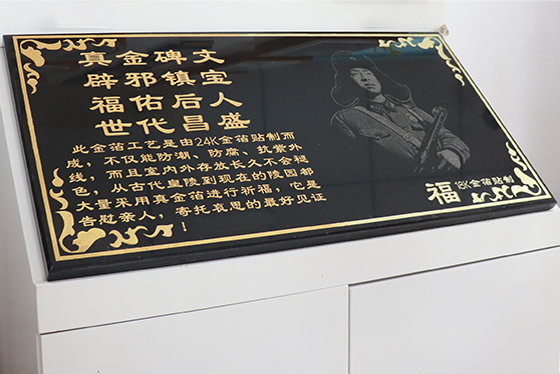 真金碑文
辟邪镇宝
福佑后人
世代昌盛
此金箔工艺是由24K金箔贴制而
成，不仅能防潮、防腐、抗紫外
线，而且室内外存放长久不会褪
色，从古代皇陵到现在的陵园都
大量采用真金箔进行祈福，它是
告慰亲人，寄托哀思的最好见证
！
福 18K金箔贴制